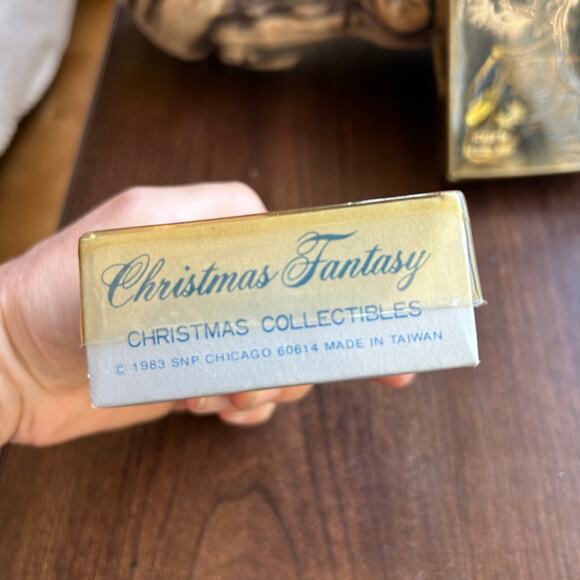 Christmas Fantasy
CHRISTMAS COLLECTIBLES
© 1983 SNP CHICAGO 60614 MADE IN TAIWAN